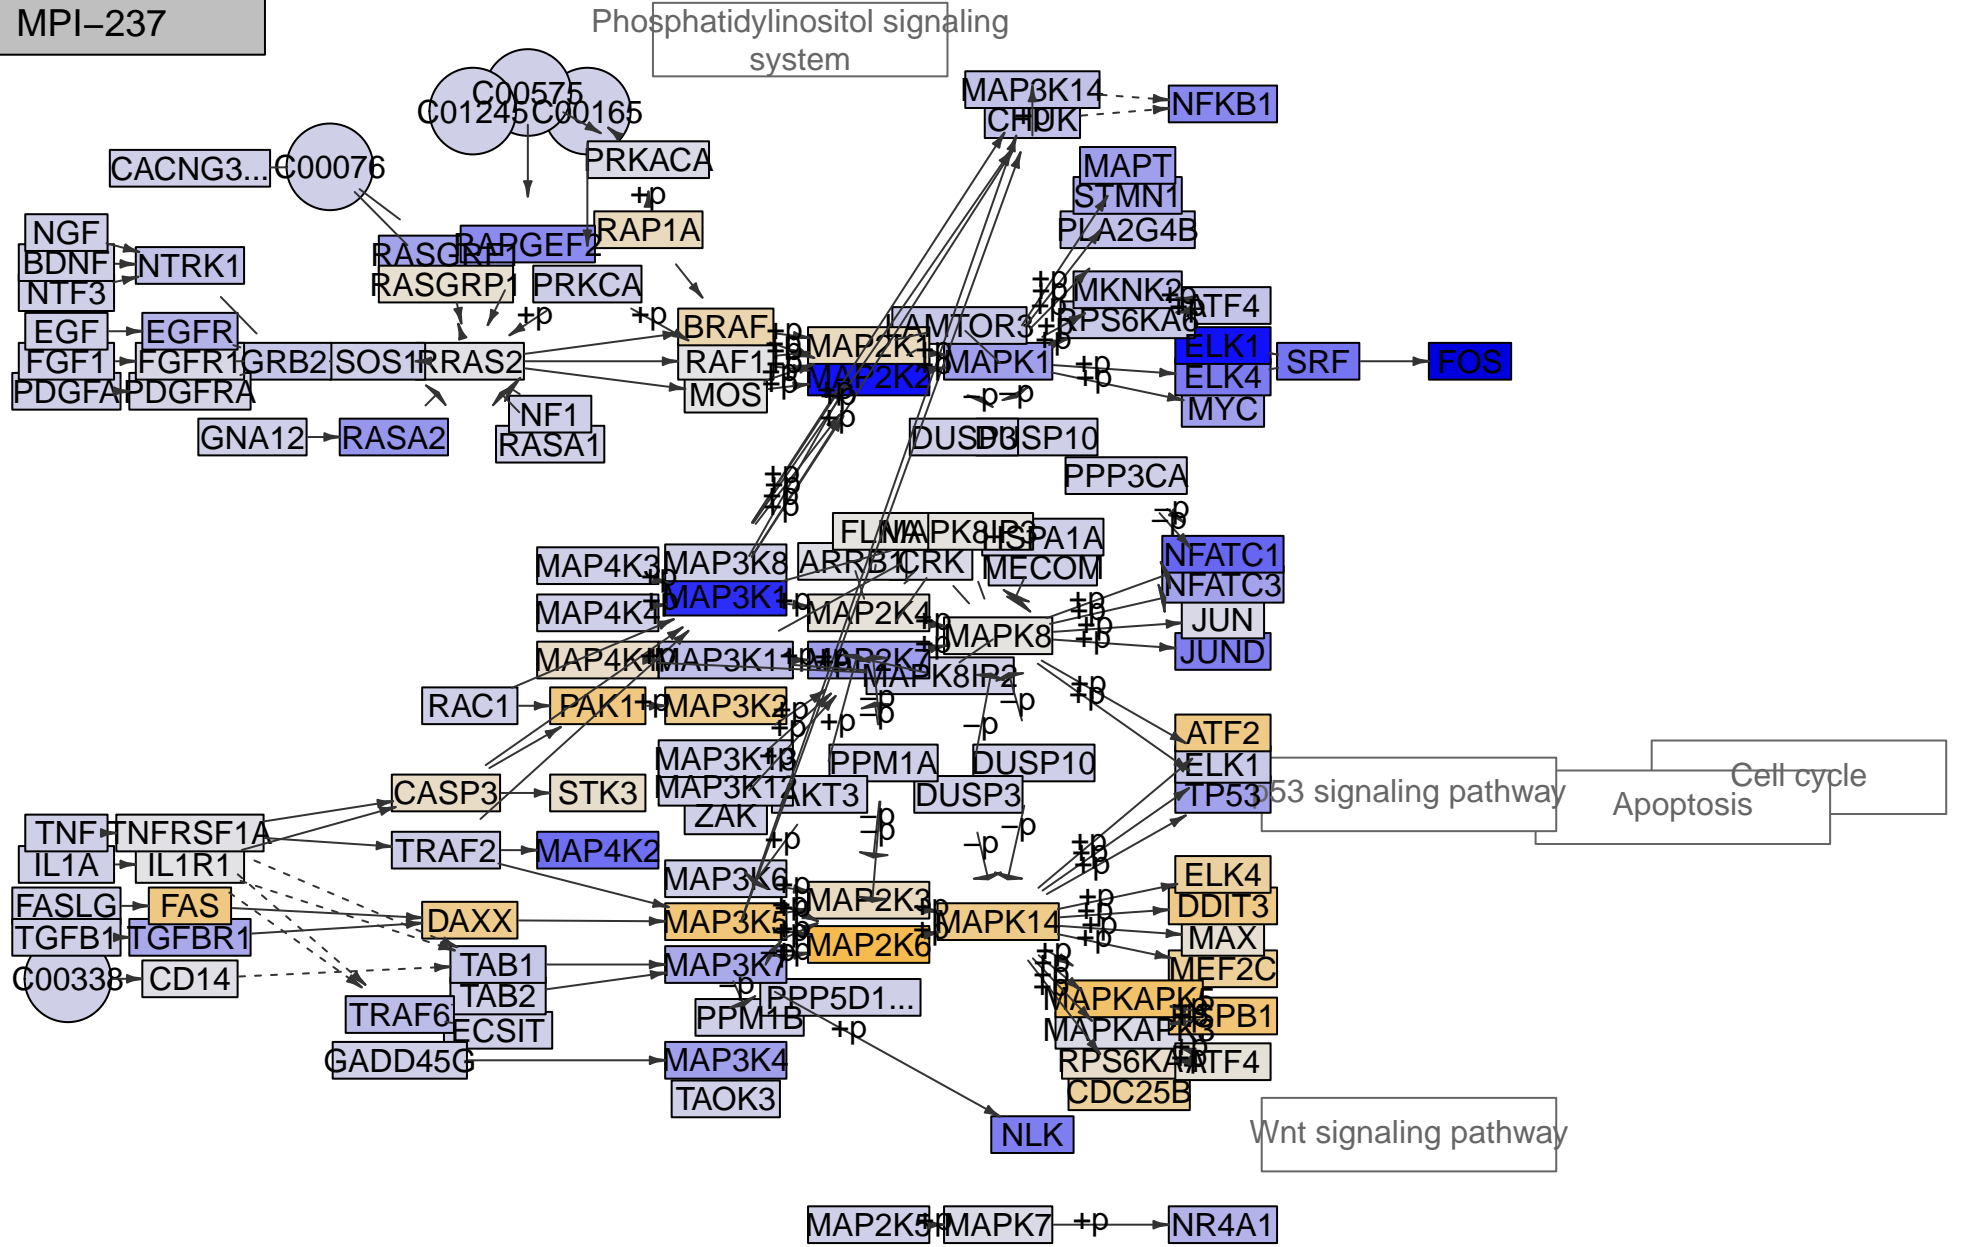 MPI−237
Phosphatidylinositol signaling
system
C00575
C01245
C00165
MAP3K14
CHUK
+p
NFKB1
CACNG3...
C00076
PRKACA
+p
MAPT
STMN1
PLA2G4B
NGF
BDNF
NTF3
NTRK1
RASGRF1
RAPGEF2
RAP1A
RASGRP1
PRKCA
+p
+p
MKNK2
RPS6KA6
ATF4
EGF
EGFR
BRAF
+p
LAMTOR3
MAP2K1
ELK1
FGF1
FGFR1
GRB2
SOS1
RRAS2
RAF1
MAPK1
+p
SRF
FOS
PDGFA
PDGFRA
MOS
MAP2K2
+p
ELK4
MYC
NF1
RASA1
GNA12
RASA2
−p
−p
DUSP3
DUSP10
PPP3CA
+p
+p
−p
−p
FLNA
MAPK8IP3
HSPA1A
MAP4K3
MAP3K8
ARRB1
CRK
MECOM
NFATC1
NFATC3
+p
MAP4K4
MAP3K1
+p
MAP2K4
+p
MAPK8
+p
+p
+p
JUN
JUND
MAP3K11
+p
MAP2K7
+p
MAPK8IP2
RAC1
PAK1
+p
MAP3K2
+p
+p
+p
−p
−p
−p
−p
+p
+p
ATF2
ELK1
TP53
MAP3K13
+p
MAP3K12
ZAK
AKT3
PPM1A
DUSP10
DUSP3
p53 signaling pathway
Cell cycle
Apoptosis
CASP3
STK3
TNF
TNFRSF1A
TRAF2
MAP4K2
+p
−p
−p
−p
−p
+p
+p
IL1A
IL1R1
MAP3K6
+p
MAP2K3
ELK4
FASLG
FAS
DAXX
MAP3K5
+p
MAPK14
+p
+p
DDIT3
TGFB1
TGFBR1
MAP2K6
+p
+p
MAX
C00338
CD14
TAB1
MAP3K7
+p
MEF2C
TAB2
−p
PPP5D1...
MAPKAPK5
HSPB1
TRAF6
ECSIT
PPM1B
+p
MAPKAPK3
GADD45G
MAP3K4
ATF4
TAOK3
CDC25B
NLK
Wnt signaling pathway
MAP2K5
+p
MAPK7
+p
NR4A1